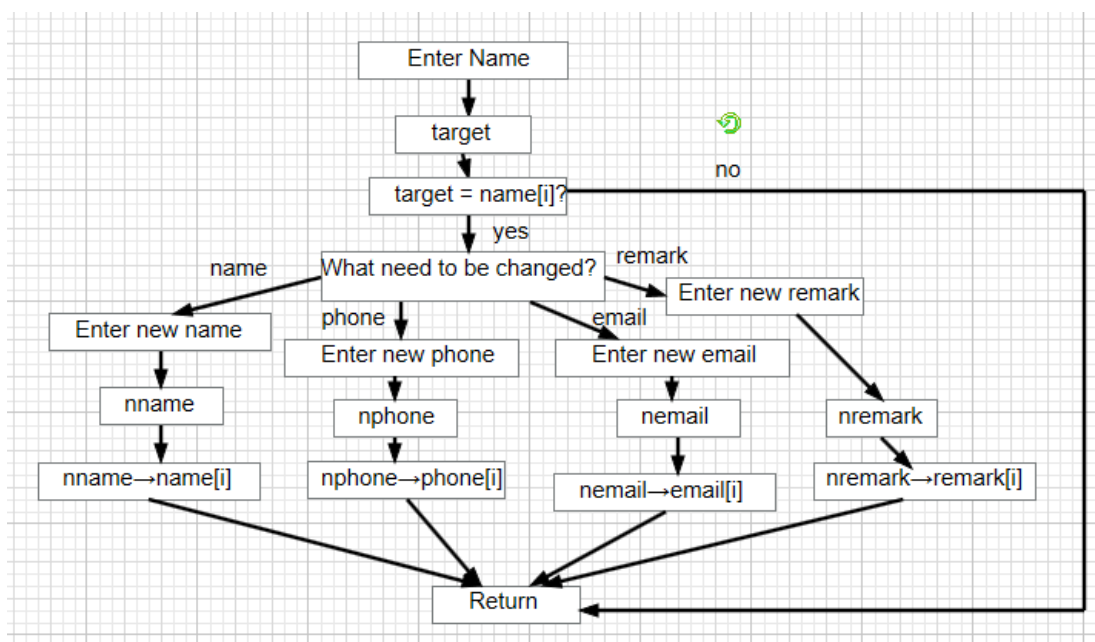 Enter Name
target
no
target = name[i]?
yes
What need to be changed?
name
remark
phone
email
Enter new remark
Enter new name
Enter new phone
Enter new email
nname
nphone
nemail
nremark
nname→name[i]
nphone→phone[i]
nemail→email[i]
nremark→remark[i]
Return